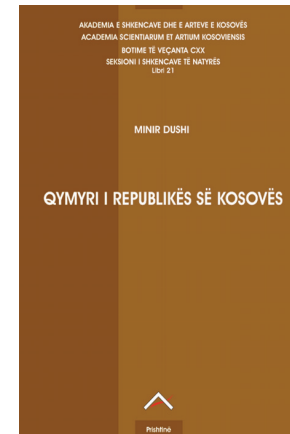 AKADEMIA E SHKENCAVE DHE E ARTEVE E KOSOVËS
ACADEMIA SCIENTIARUM ET ARTIUM KOSOVIENSIS
BOTIME TË VEÇANTA CXX
SEKSIONI I SHKENCAVE TË NATYRËS
Libri 21
MINIR DUSHI
QYMYRI I REPUBLIKËS SË KOSOVËS
Prishtinë